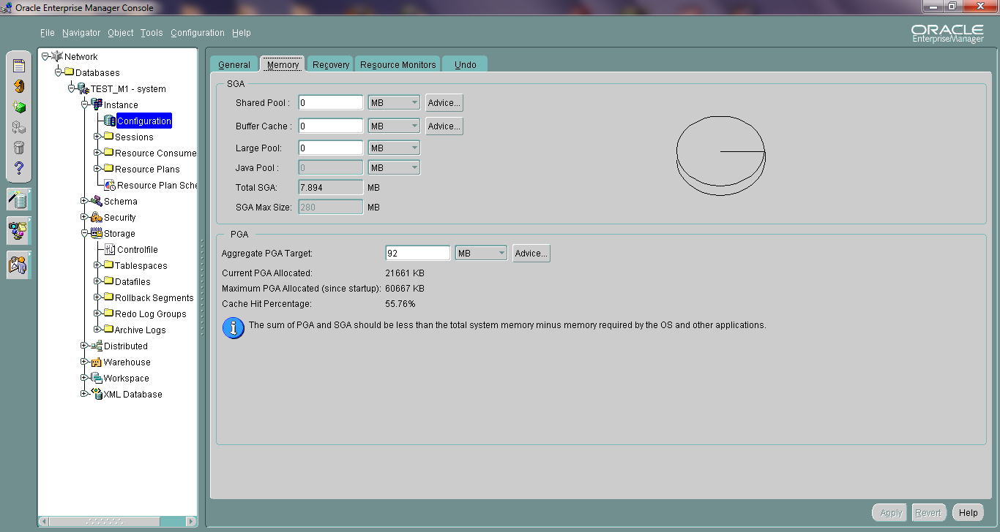 Oracle Enterprise Manager Console
File Navigator Object Tools Configuration Help
ORACLE
EnterpriseManager
Network
Databases
TEST_M1 - system
Instance
Configuration
Sessions
Resource Consume
Resource Plans
Resource Plan Sche
Schema
Security
Storage
Controlfile
Tablespaces
Datafiles
Rollback Segments
Redo Log Groups
Archive Logs
Distributed
Warehouse
Workspace
XML Database
General Memory Recovery Resource Monitors Undo
SGA
Shared Pool : 0 MB Advice...
Buffer Cache : 0 MB Advice...
Large Pool: 0 MB
Java Pool : 0 MB
Total SGA: 7.894 MB
SGA Max Size: 280 MB
PGA
Aggregate PGA Target: 92 MB Advice...
Current PGA Allocated: 21661 KB
Maximum PGA Allocated (since startup): 60667 KB
Cache Hit Percentage: 55.76%
The sum of PGA and SGA should be less than the total system memory minus memory required by the OS and other applications.
Apply Revert Help